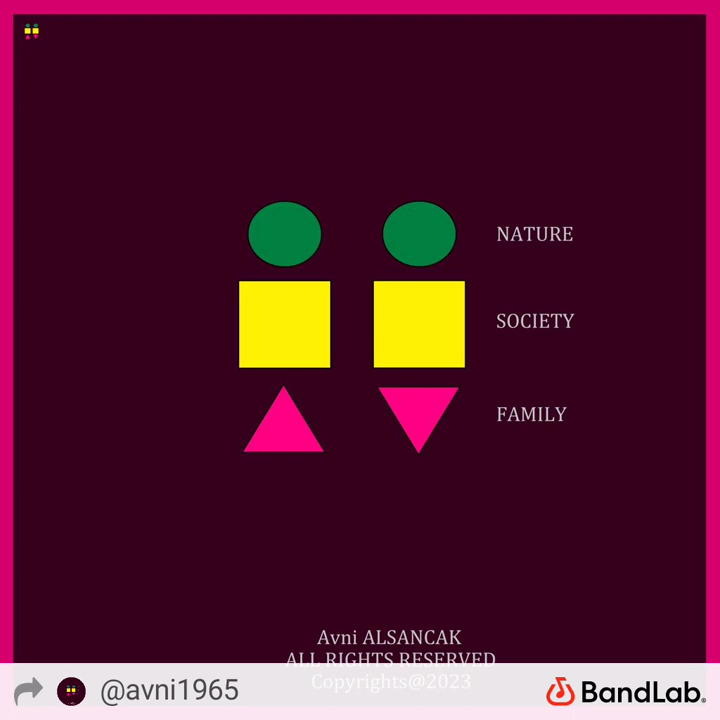 NATURE
SOCIETY
FAMILY
Avni ALSANCAK
ALL RIGHTS RESERVED
Copyrights@2023
@avni1965
BandLab®